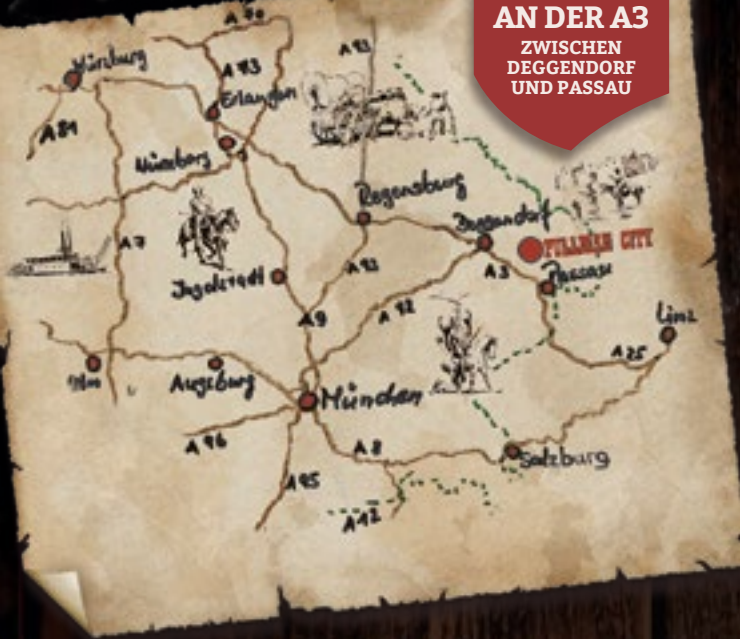 AN DER A3
ZWISCHEN
DEGGENDORF
UND PASSAU
A 70
A 93
Würzburg
A 73
Erlangen
A 81
Nürnberg
Regensburg
Deggendorf
A 7
PULLMAN CITY
A 93
A 3
Passau
Ingolstadt
A 92
A 9
Linz
A 25
Ulm
Augsburg
München
A 96
A 8
Salzburg
A 95
A 12